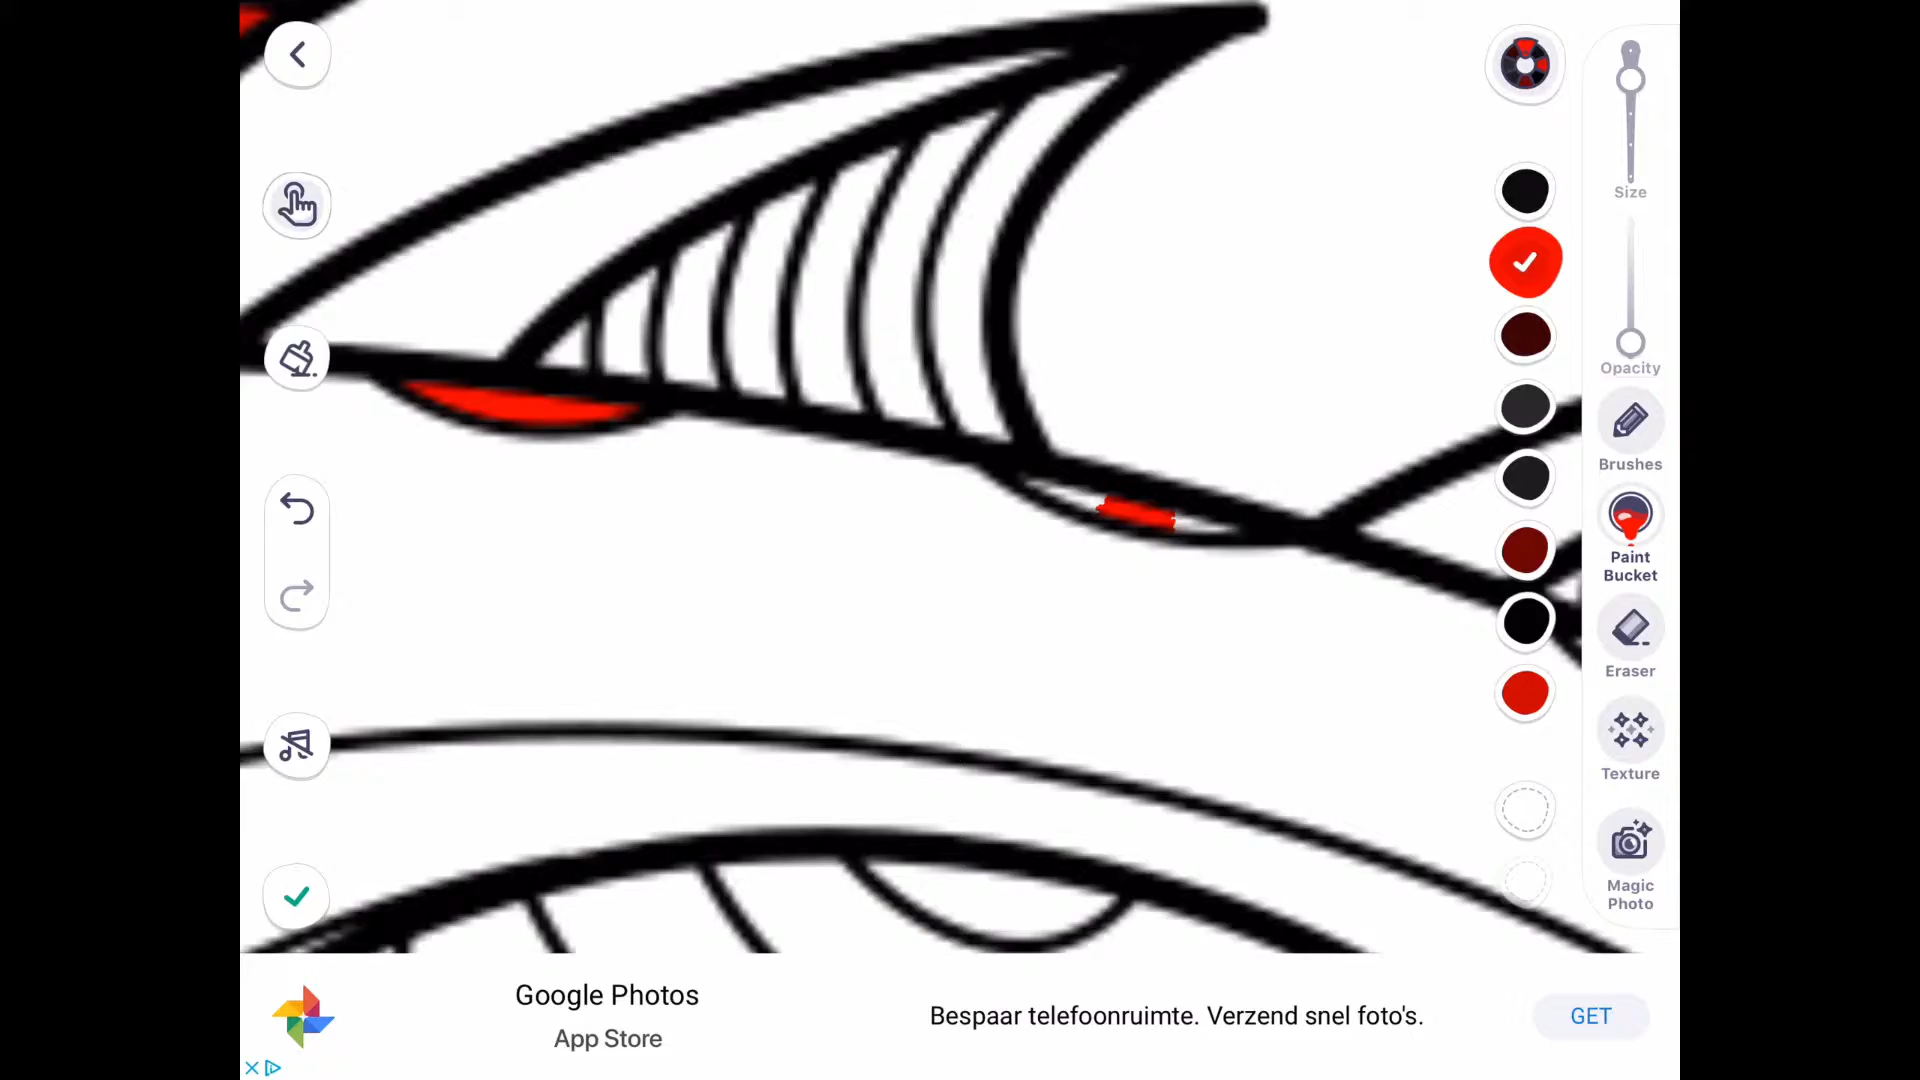 Size
Opacity
Brushes
Paint
Bucket
Eraser
Texture
Magic
Photo
Google Photos
App Store
Bespaar telefoonruimte. Verzend snel foto's.
GET